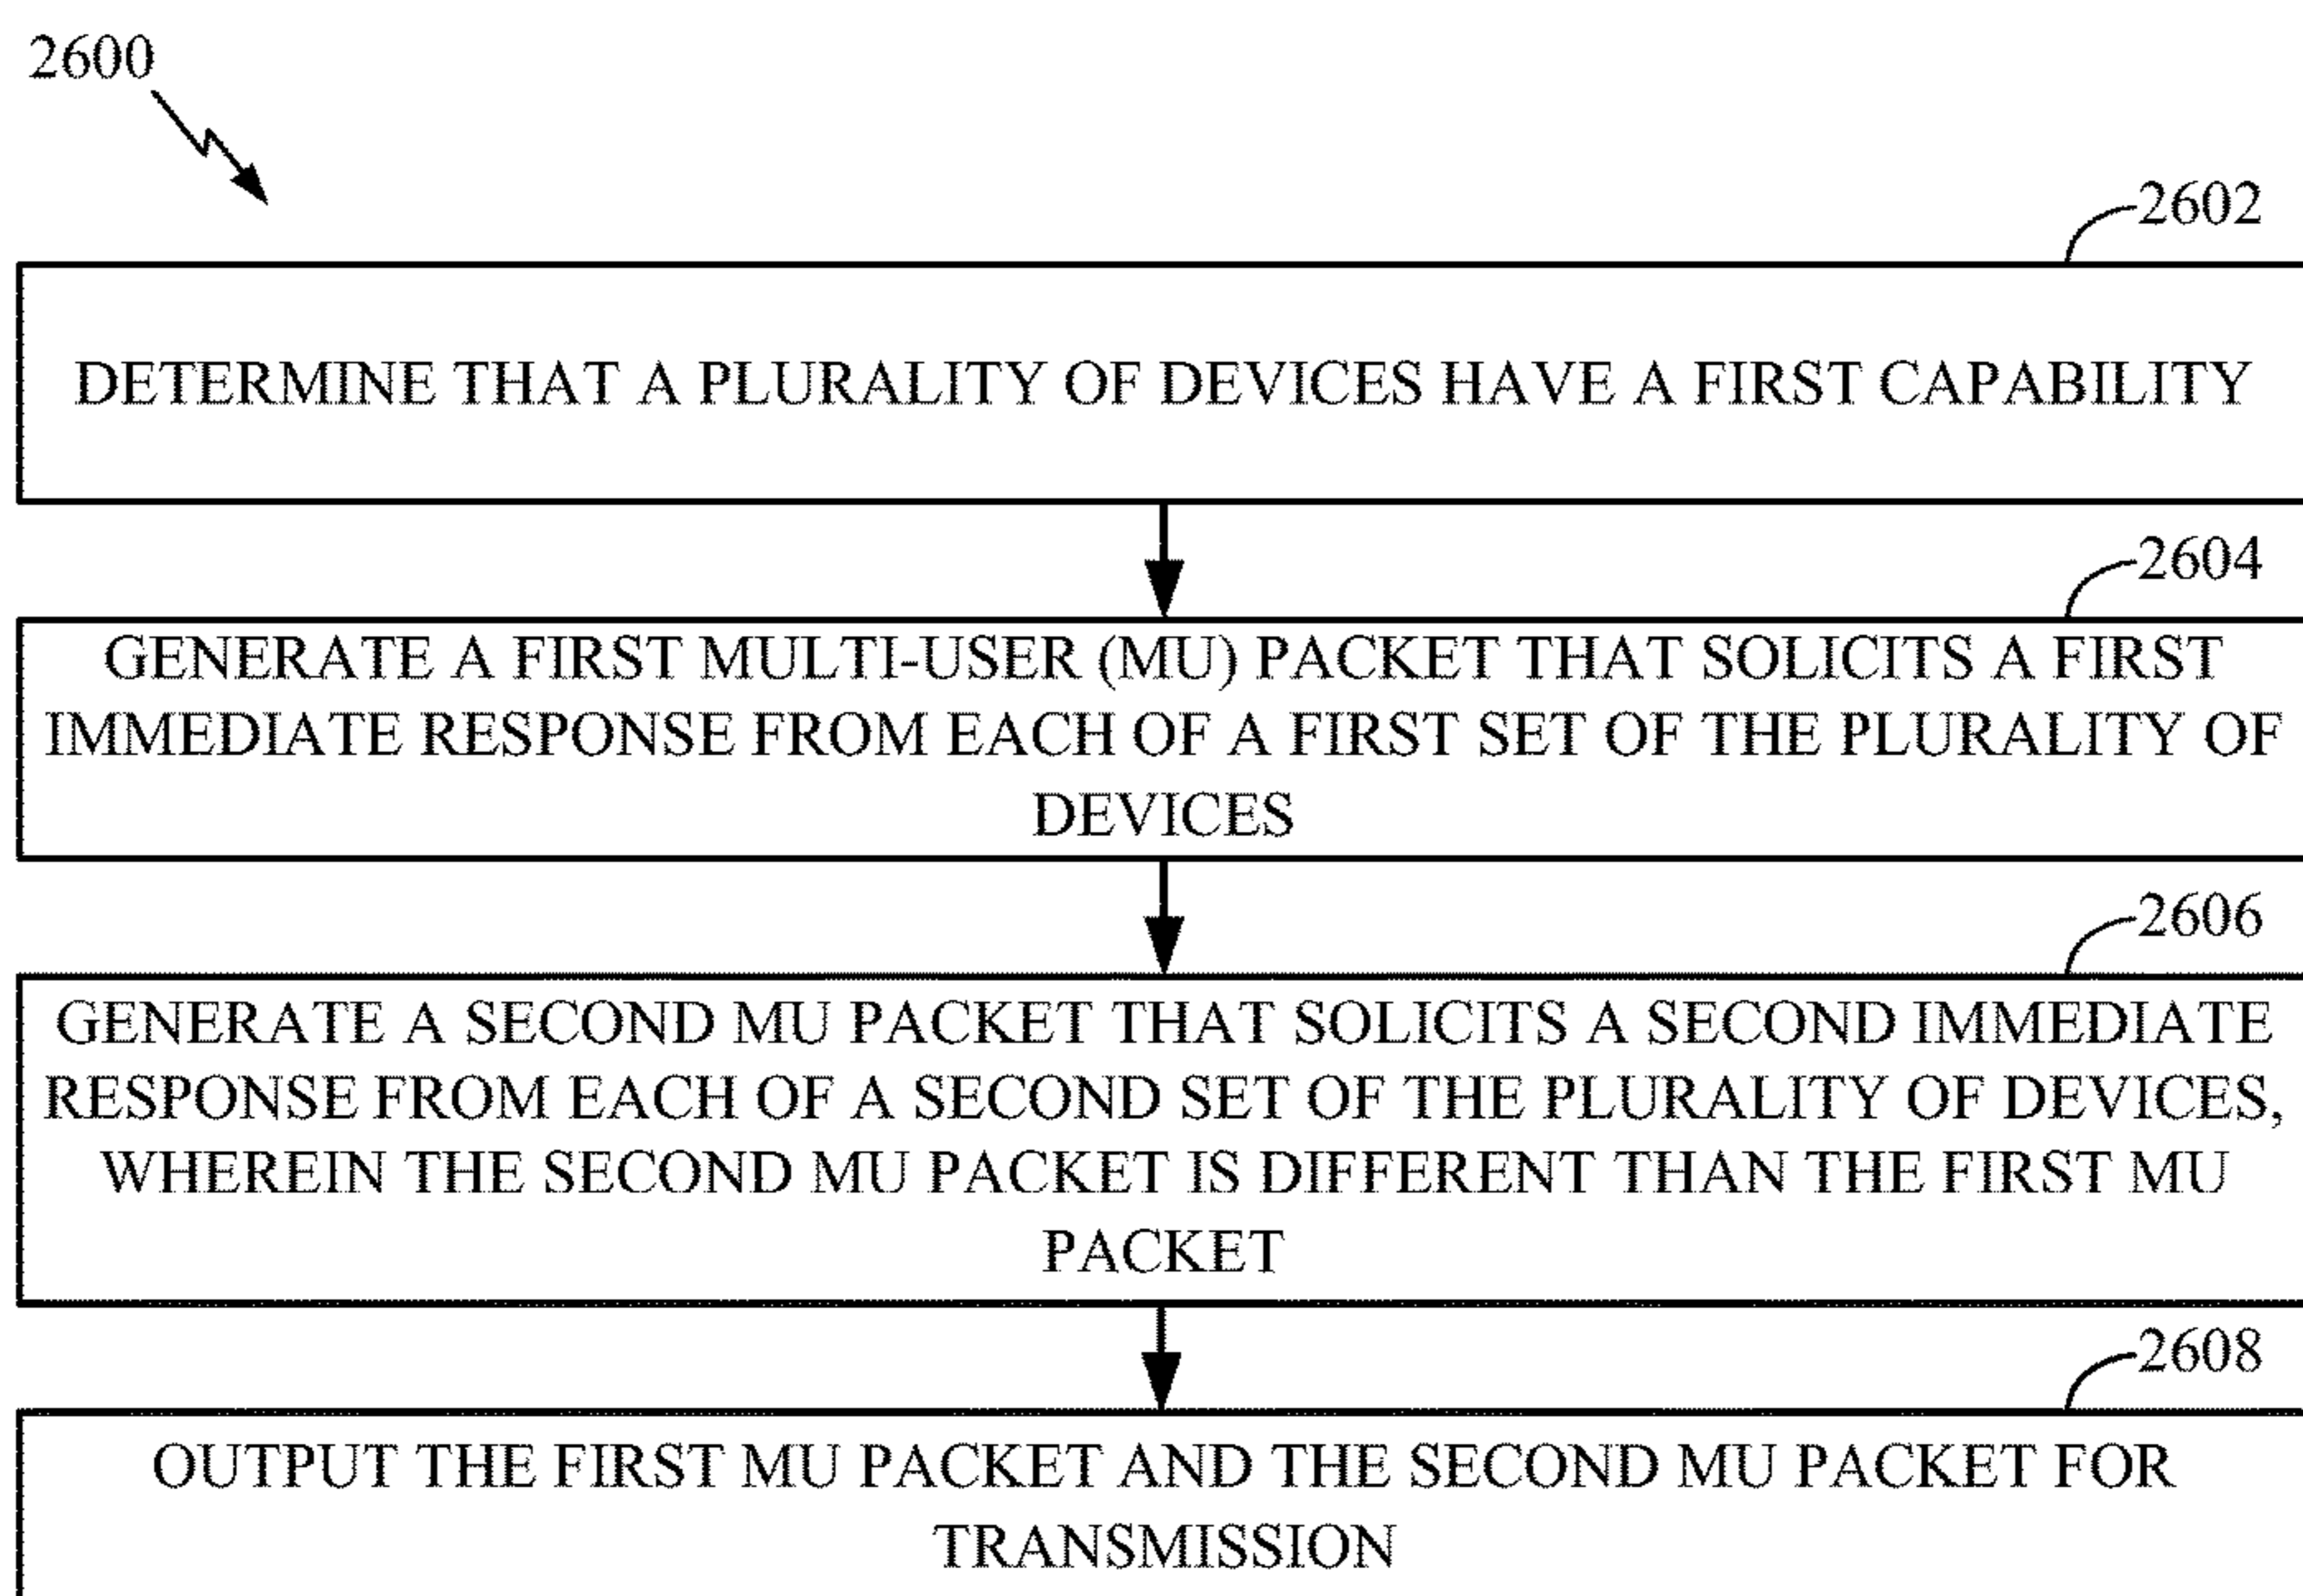 2600
2602
DETERMINE THAT A PLURALITY OF DEVICES HAVE A FIRST CAPABILITY
2604
GENERATE A FIRST MULTI-USER (MU) PACKET THAT SOLICITS A FIRST
IMMEDIATE RESPONSE FROM EACH OF A FIRST SET OF THE PLURALITY OF
DEVICES
2606
GENERATE A SECOND MU PACKET THAT SOLICITS A SECOND IMMEDIATE
RESPONSE FROM EACH OF A SECOND SET OF THE PLURALITY OF DEVICES,
WHEREIN THE SECOND MU PACKET IS DIFFERENT THAN THE FIRST MU
PACKET
2608
OUTPUT THE FIRST MU PACKET AND THE SECOND MU PACKET FOR
TRANSMISSION